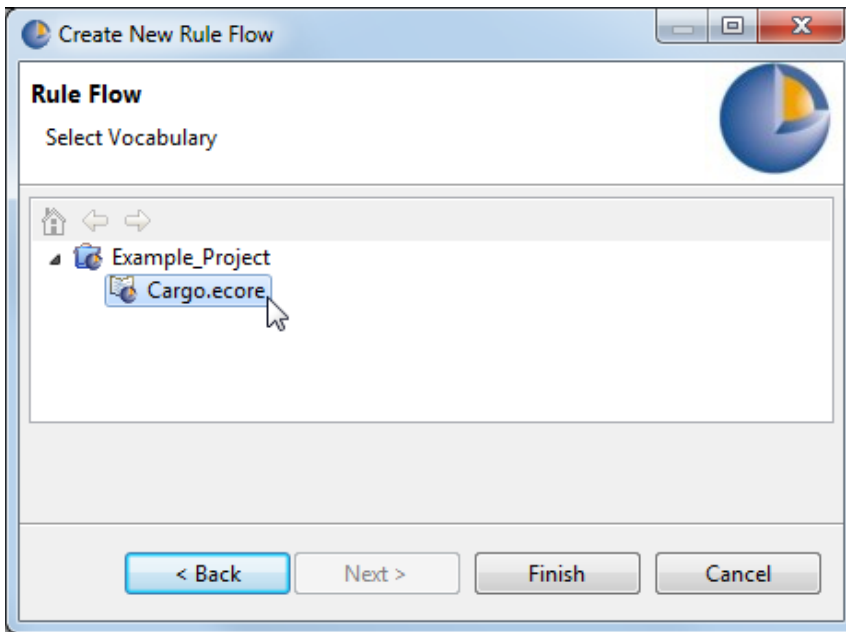 Create New Rule Flow
Rule Flow
Select Vocabulary
Example_Project
Cargo.ecore
< Back Next > Finish Cancel